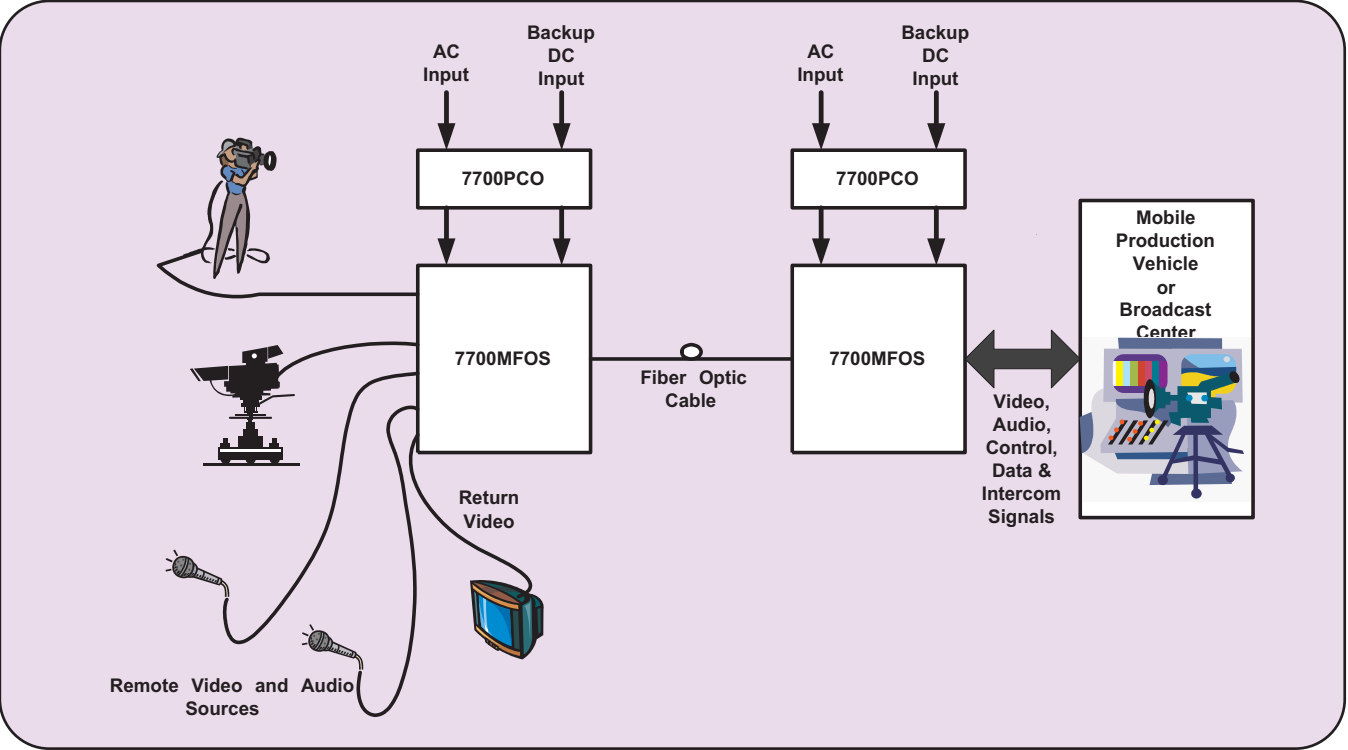 AC
Input
Backup
DC
Input
AC
Input
Backup
DC
Input
7700PCO
7700PCO
7700MFOS
Fiber Optic
Cable
7700MFOS
Mobile
Production
Vehicle
or
Broadcast
Center
Video,
Audio,
Control,
Data &
Intercom
Signals
Return
Video
Remote Video and Audio
Sources